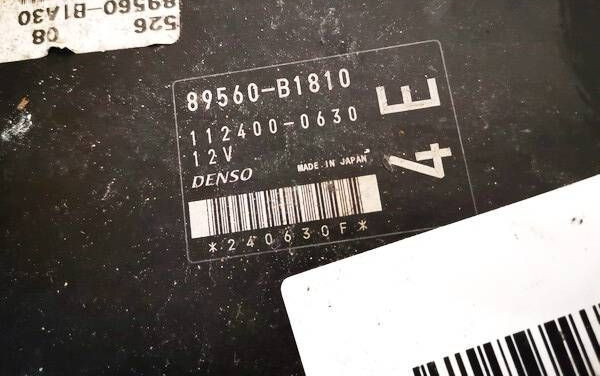 526
08
89560-B1A30
89560-B1810
112400-0630
12V
MADE IN JAPAN
DENSO
*240630F*
4E